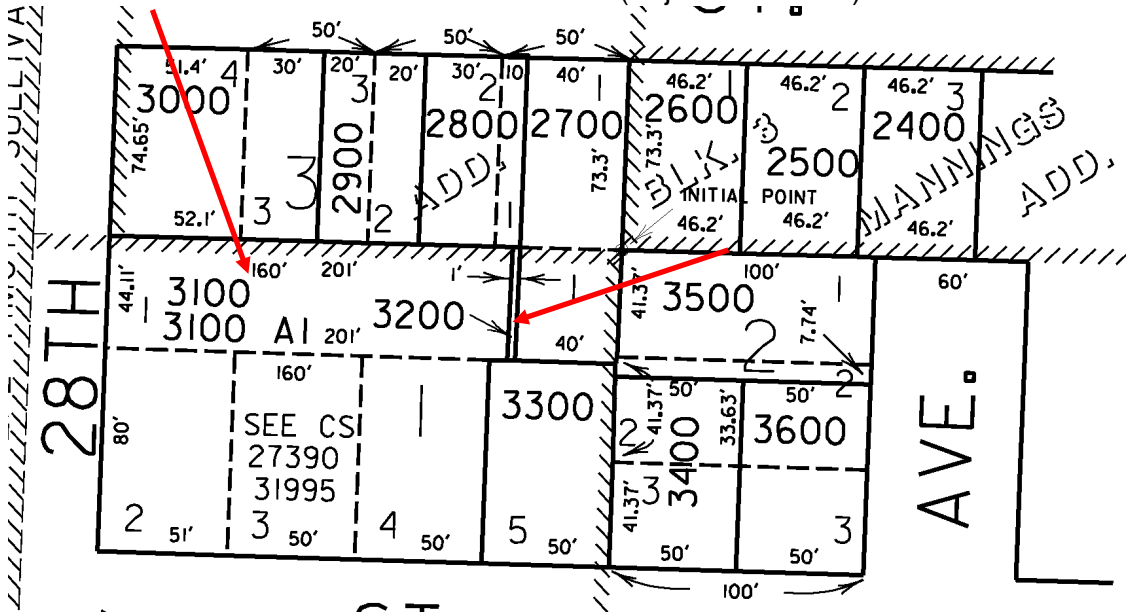 50' 50' 50'
51.4' 4 30' 20' 3 20' 30' 2 10 40' 1 46.2' 1 46.2' 2 46.2' 3
3000 2900 2800 2700 2600 2500 2400
74.65' 3 ADD. 73.3' 73.3' BLK. 3 MANNINGS
ADD.
INITIAL POINT
52.1' 3 2 1 46.2' 46.2' 46.2'
160' 201' 1' 1 100' 60'
44.11' 1 3100 3200 41.37' 3500 1
3100 A1 201' 40' 2 7.74'
28TH
160' 2
50' 50'
80' SEE CS 1 3300 2 41.37' 3400 33.63' 3600
27390
31995
2 51' 3 50' 4 50' 5 50' 41.37' 3 50' 50' 3
AVE.
100'
ST.